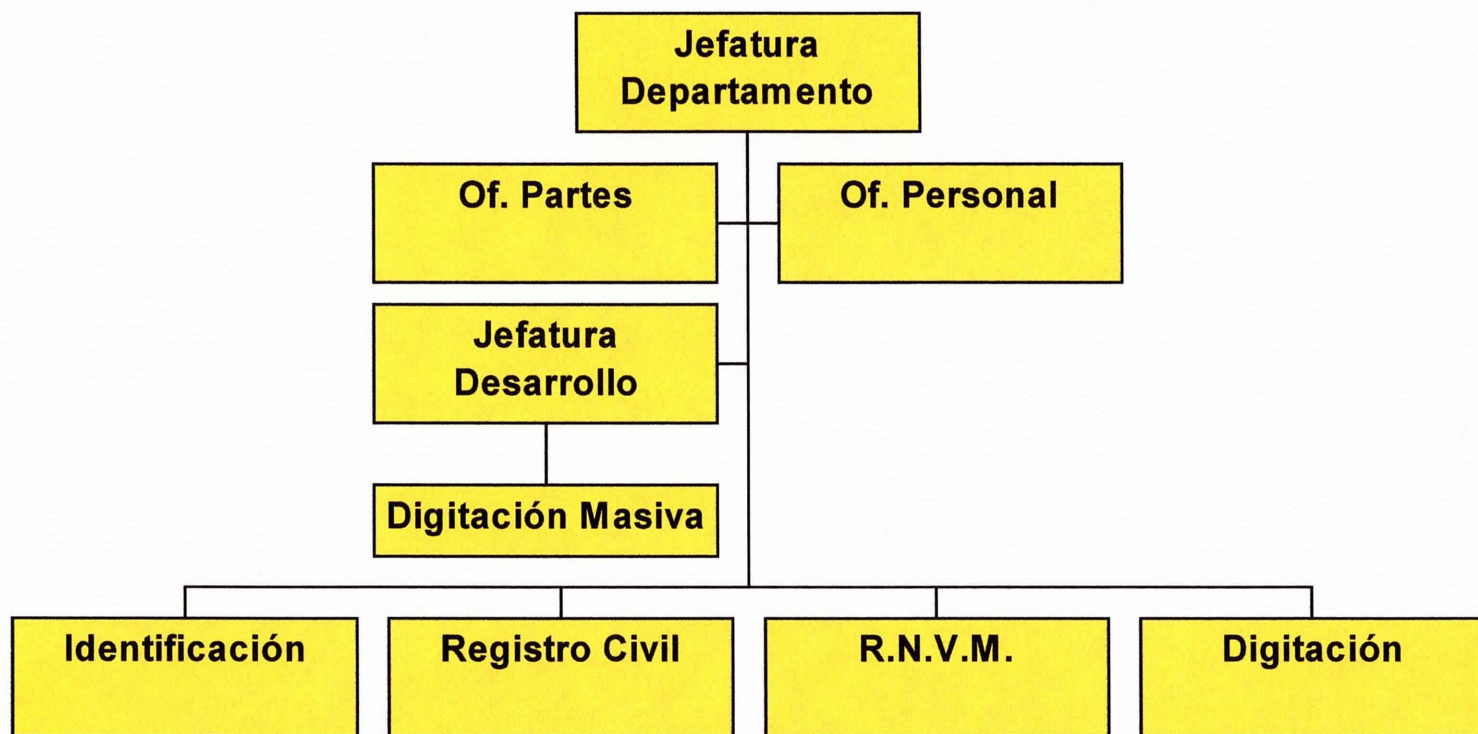 Jefatura
Departamento
Of. Partes
Of. Personal
Jefatura
Desarrollo
Digitación Masiva
Identificación
Registro Civil
R.N.V.M.
Digitación